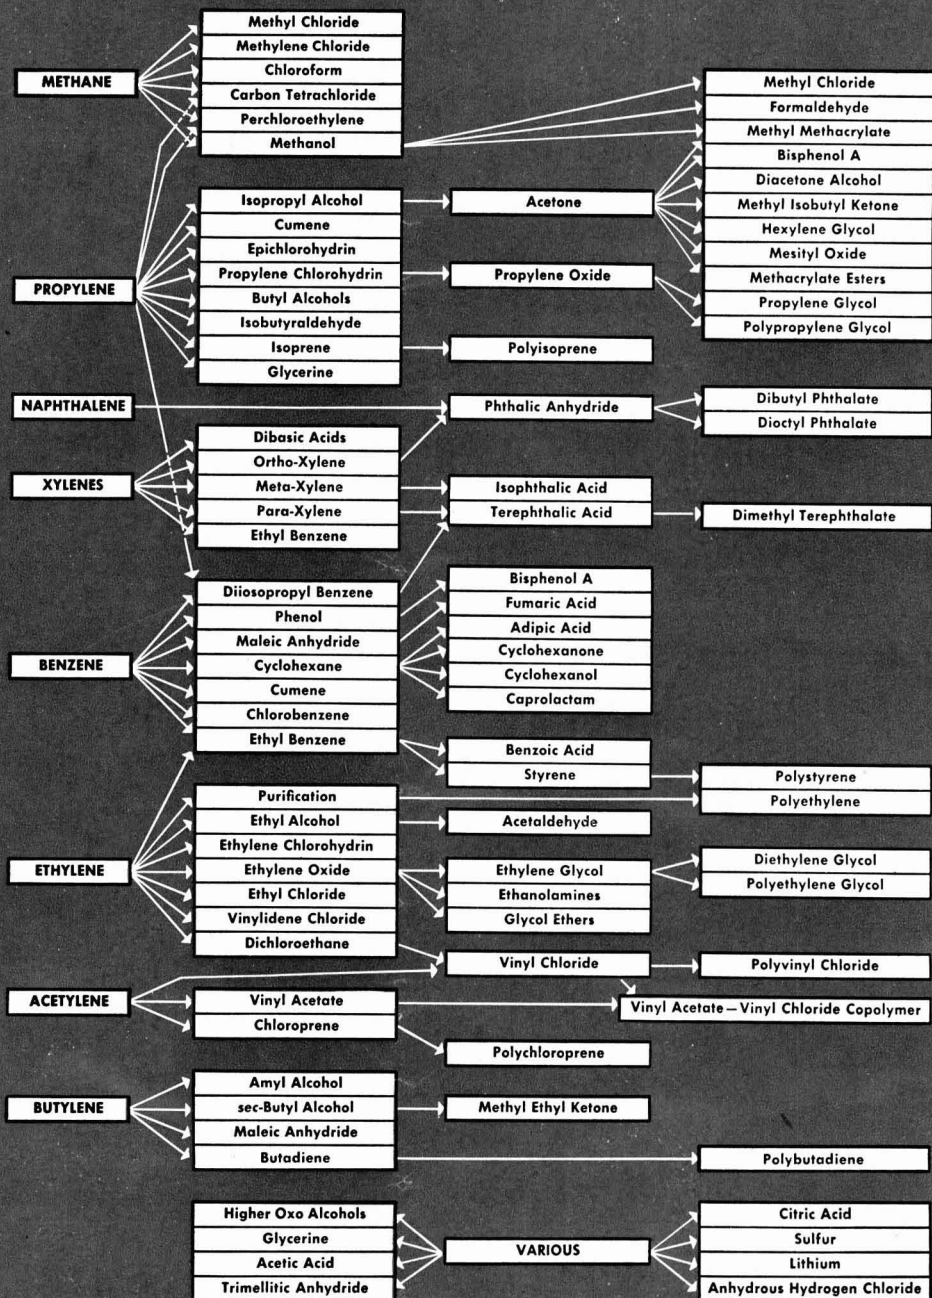 METHANE
Methyl Chloride
Methylene Chloride
Chloroform
Carbon Tetrachloride
Perchloroethylene
Methanol
Methyl Chloride
Formaldehyde
Methyl Methacrylate
Bisphenol A
Diacetone Alcohol
Methyl Isobutyl Ketone
Hexylene Glycol
Mesityl Oxide
Methacrylate Esters
Propylene Glycol
Polypropylene Glycol
PROPYLENE
Isopropyl Alcohol
Cumene
Epichlorohydrin
Propylene Chlorohydrin
Butyl Alcohols
Isobutyraldehyde
Isoprene
Glycerine
Acetone
Propylene Oxide
Polyisoprene
NAPHTHALENE
Phthalic Anhydride
Dibutyl Phthalate
Dioctyl Phthalate
XYLENES
Dibasic Acids
Ortho-Xylene
Meta-Xylene
Para-Xylene
Ethyl Benzene
Isophthalic Acid
Terephthalic Acid
Dimethyl Terephthalate
BENZENE
Diiosopropyl Benzene
Phenol
Maleic Anhydride
Cyclohexane
Cumene
Chlorobenzene
Ethyl Benzene
Bisphenol A
Fumaric Acid
Adipic Acid
Cyclohexanone
Cyclohexanol
Caprolactam
Benzoic Acid
Styrene
Polystyrene
Polyethylene
ETHYLENE
Purification
Ethyl Alcohol
Ethylene Chlorohydrin
Ethylene Oxide
Ethyl Chloride
Vinylidene Chloride
Dichloroethane
Acetaldehyde
Ethylene Glycol
Ethanolamines
Glycol Ethers
Diethylene Glycol
Polyethylene Glycol
Vinyl Chloride
Polyvinyl Chloride
ACETYLENE
Vinyl Acetate
Chloroprene
Vinyl Acetate—Vinyl Chloride Copolymer
Polychloroprene
BUTYLENE
Amyl Alcohol
sec-Butyl Alcohol
Maleic Anhydride
Butadiene
Methyl Ethyl Ketone
Polybutadiene
Higher Oxo Alcohols
Glycerine
Acetic Acid
Trimellitic Anhydride
VARIOUS
Citric Acid
Sulfur
Lithium
Anhydrous Hydrogen Chloride